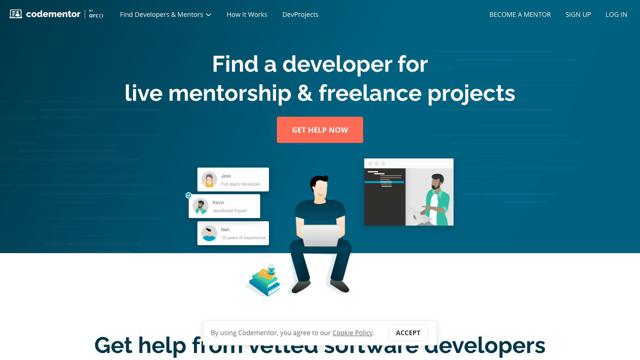 codementor BY arc() Find Developers & Mentors How It Works DevProjects BECOME A MENTOR SIGN UP LOG IN
Find a developer for
live mentorship & freelance projects
GET HELP NOW
Jess
Full stack developer
Kevin
JavaScript Expert
Nat
10 years of experience
By using Codementor, you agree to our Cookie Policy. ACCEPT
Get help from vetted software developers